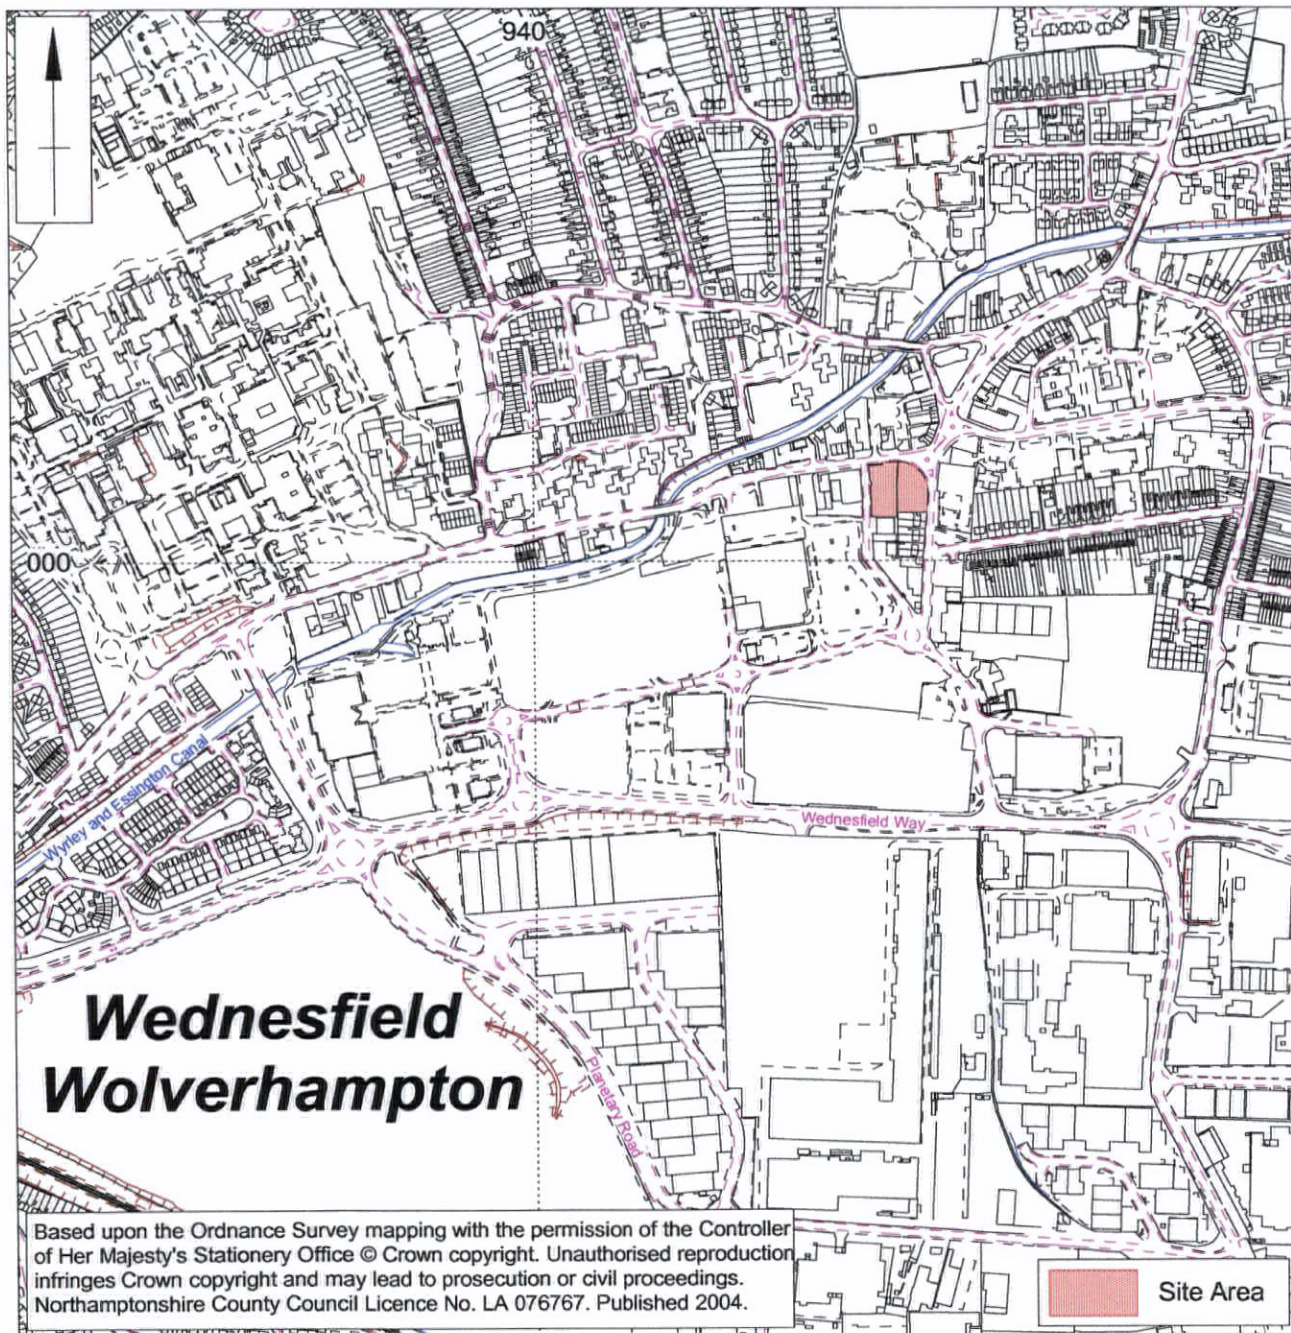 940
000
Wyrley and Essington Canal
Wednesfield Way
Wednesfield
Wolverhampton
Planetary Road
Based upon the Ordnance Survey mapping with the permission of the Controller
of Her Majesty's Stationery Office © Crown copyright. Unauthorised reproduction
infringes Crown copyright and may lead to prosecution or civil proceedings.
Northamptonshire County Council Licence No. LA 076767. Published 2004.
Site Area